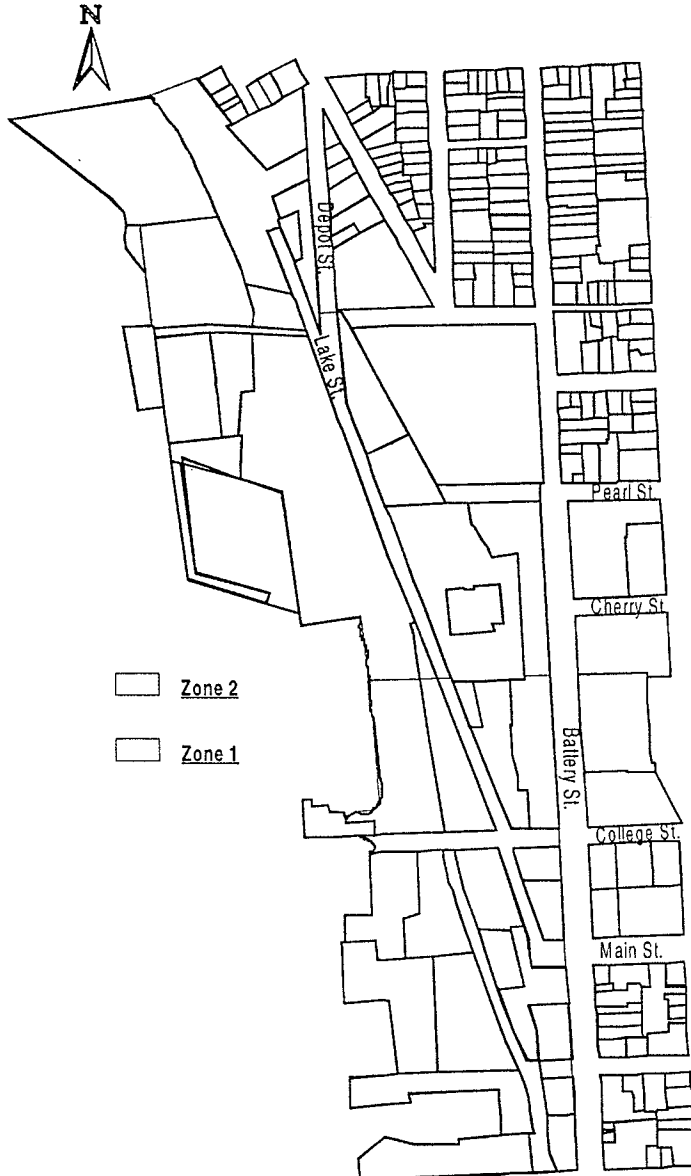 N
Depot St.
Lake St.
Pearl St.
Cherry St.
Zone 2
Zone 1
Battery St.
College St.
Main St.